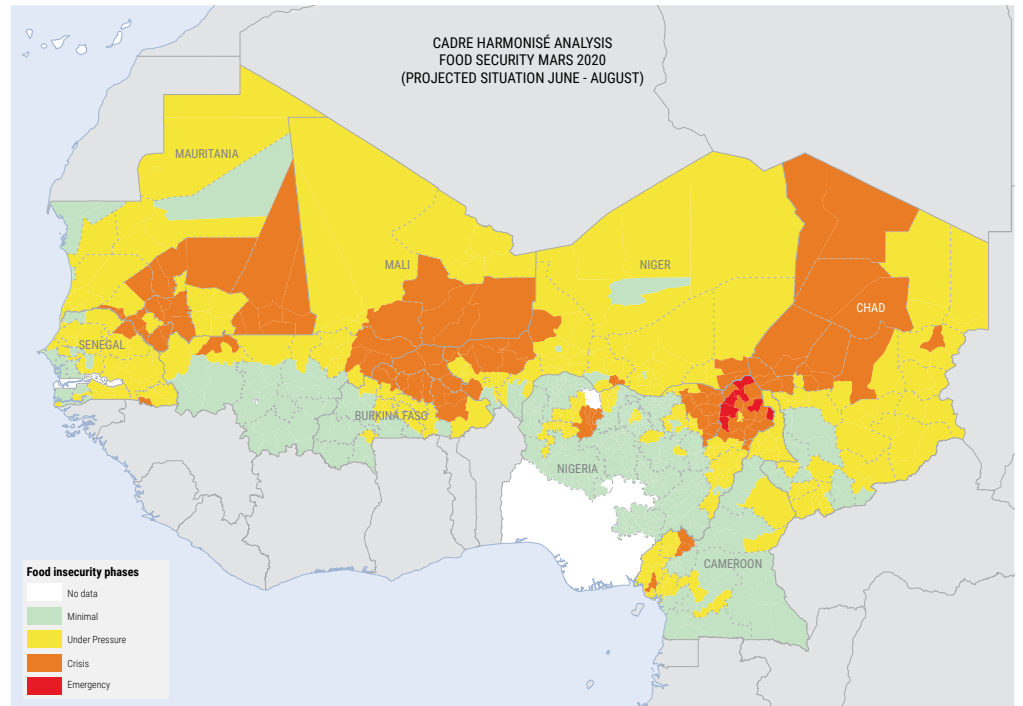 CADRE HARMONISÉ ANALYSIS
FOOD SECURITY MARS 2020
(PROJECTED SITUATION JUNE - AUGUST)
MAURITANIA
MALI
NIGER
CHAD
SENEGAL
BURKINA FASO
NIGERIA
CAMEROON
Food insecurity phases
No data
Minimal
Under Pressure
Crisis
Emergency